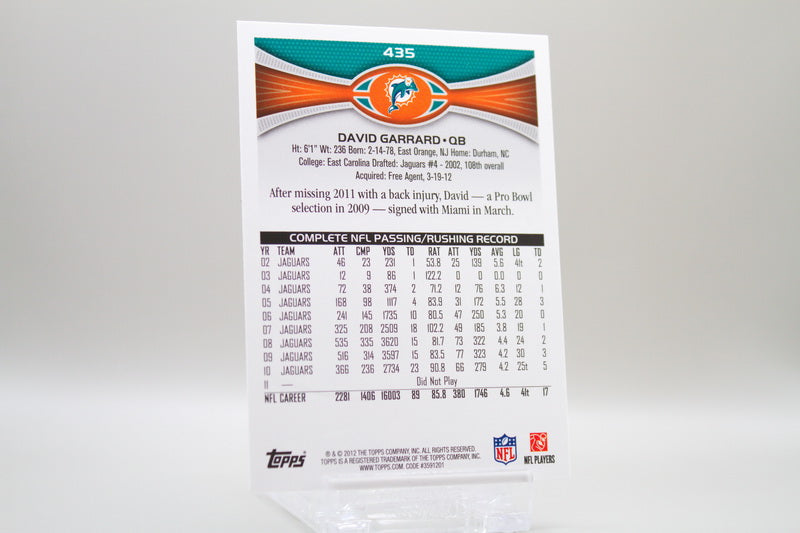 435
DAVID GARRARD • QB
Ht: 6'1" Wt: 236 Born: 2-14-78, East Orange, NJ Home: Durham, NC
College: East Carolina Drafted: Jaguars #4 - 2002, 108th overall
Acquired: Free Agent, 3-19-12
After missing 2011 with a back injury, David — a Pro Bowl
selection in 2009 — signed with Miami in March.
COMPLETE NFL PASSING/RUSHING RECORD
YR TEAM ATT CMP YDS TD RAT ATT YDS AVG LG TD
02 JAGUARS 46 23 231 1 53.8 25 139 5.6 41t 2
03 JAGUARS 12 9 86 1 122.2 0 0 0.0 0 0
04 JAGUARS 72 38 374 2 71.2 12 76 6.3 12 1
05 JAGUARS 168 98 1117 4 83.9 31 172 5.5 28 3
06 JAGUARS 241 145 1735 10 80.5 47 250 5.3 20 0
07 JAGUARS 325 208 2509 18 102.2 49 185 3.8 19 1
08 JAGUARS 535 335 3620 15 81.7 73 322 4.4 24 2
09 JAGUARS 516 314 3597 15 83.5 77 323 4.2 30 3
10 JAGUARS 366 236 2734 23 90.8 66 279 4.2 25t 5
11 — Did Not Play
NFL CAREER 2281 1406 16003 89 85.8 380 1746 4.6 41t 17
Topps
® & © 2012 THE TOPPS COMPANY, INC. ALL RIGHTS RESERVED.
TOPPS IS A REGISTERED TRADEMARK OF THE TOPPS COMPANY, INC.
WWW.TOPPS.COM. CODE #3591201
NFL
NFL PLAYERS